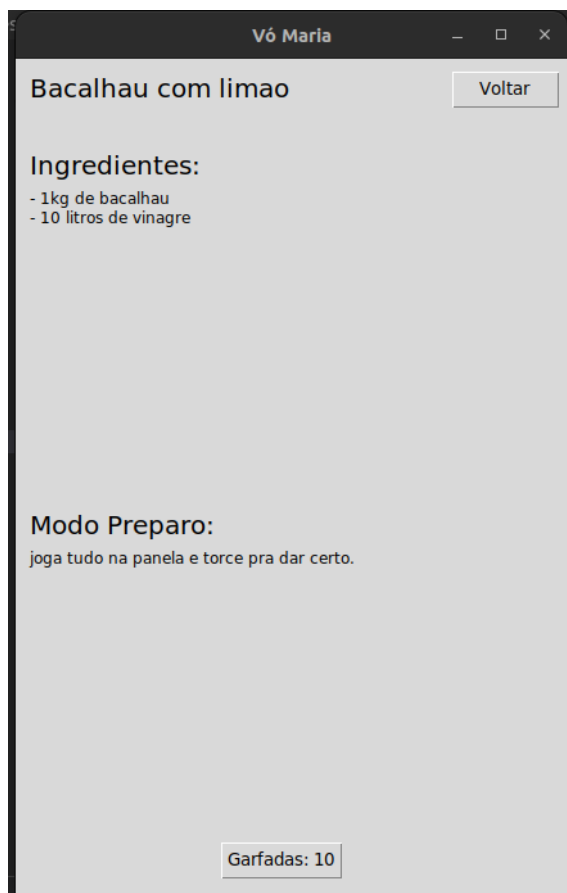 Vó Maria
Bacalhau com limao
Voltar
Ingredientes:
- 1kg de bacalhau
- 10 litros de vinagre
Modo Preparo:
joga tudo na panela e torce pra dar certo.
Garfadas: 10